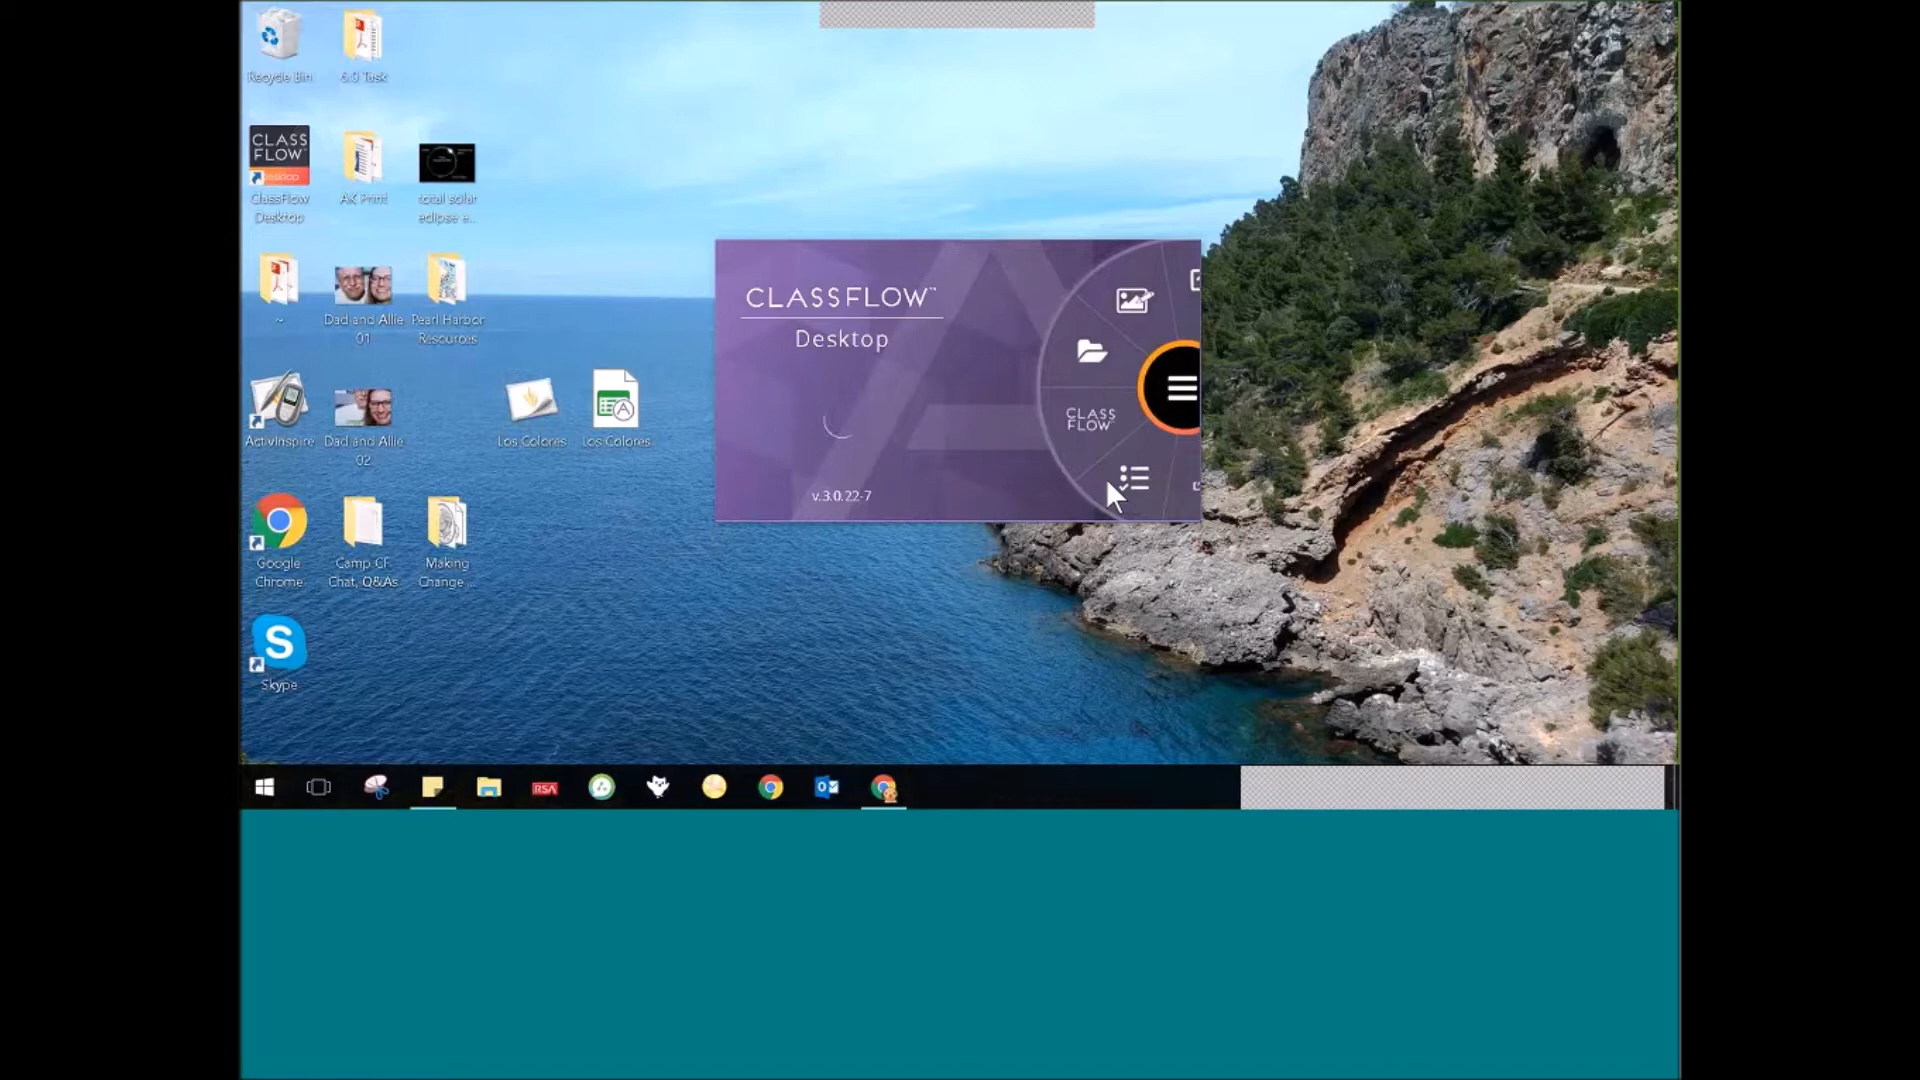 Recycle Bin
6.0 Task
CLASS
FLOW
Desktop
ClassFlow
Desktop
AK Print
total solar
eclipse e...
~
Dad and Allie
01
Pearl Harbor
Resources
ActivInspire
Dad and Allie
02
Los Colores
Los Colores
Google
Chrome
Camp CF
Chat, Q&As
Making
Change ...
S
Skype
CLASSFLOW™
Desktop
v.3.0.22-7
CLASS
FLOW
RSA